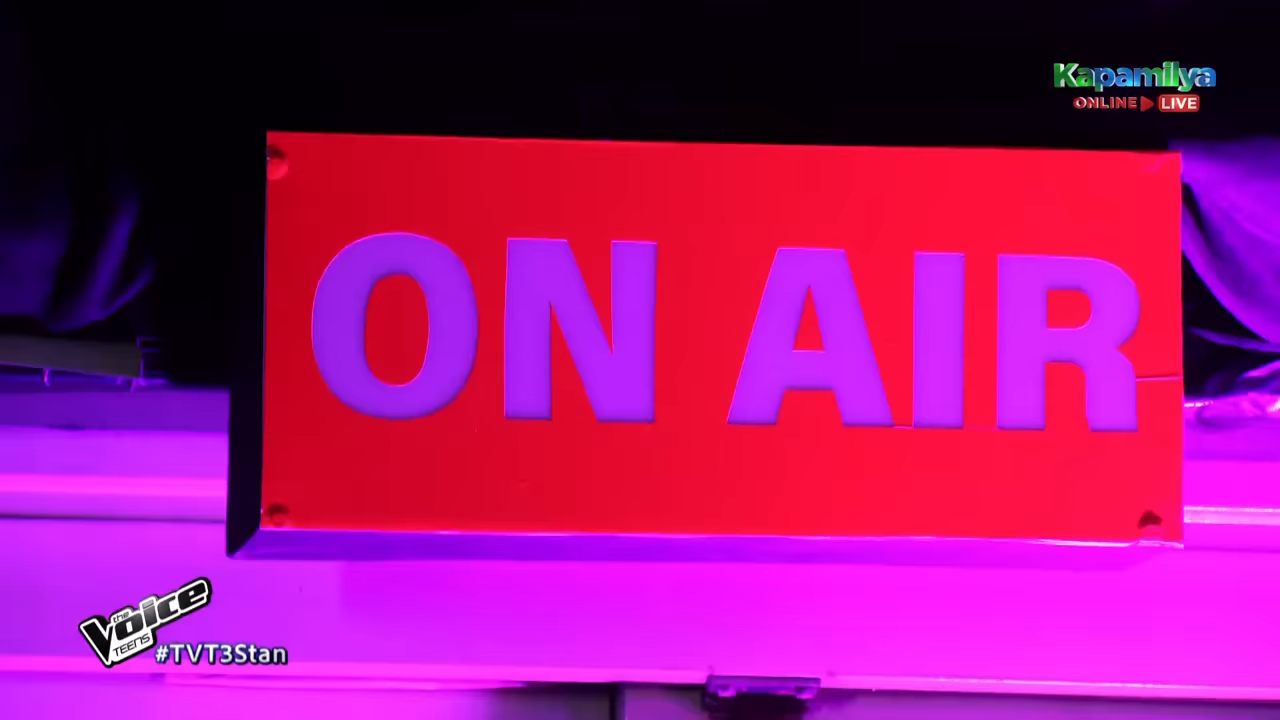 Kapamilya
ONLINE LIVE
ON AIR
the
Voice
TEENS
#TVT3Stan